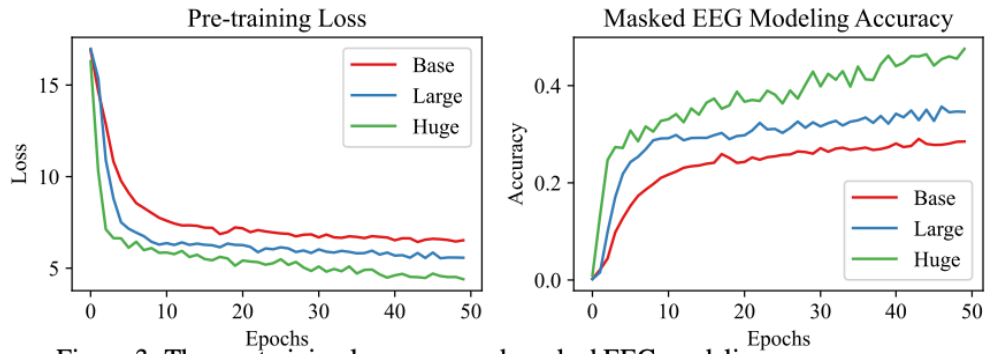 Pre-training Loss
15
10
5
Loss
Base
Large
Huge
0 10 20 30 40 50
Epochs
Masked EEG Modeling Accuracy
0.4
0.2
0.0
Accuracy
Base
Large
Huge
0 10 20 30 40 50
Epochs